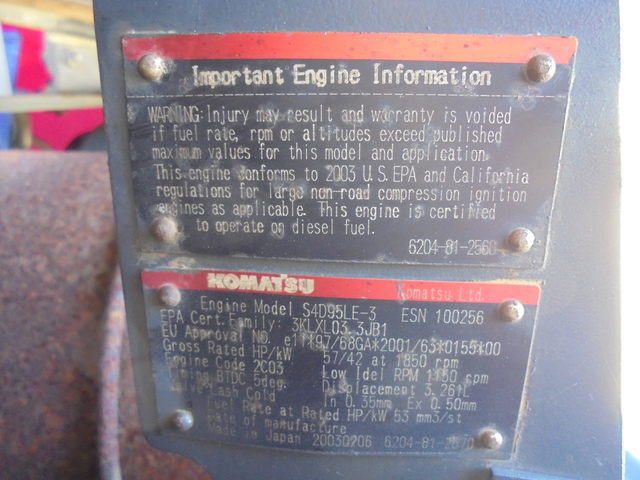 Important Engine Information
WARNING: Injury may result and warranty is voided
if fuel rate, rpm or altitudes exceed published
maximum values for this model and application.
This engine conforms to 2003 U.S. EPA and California
regulations for large non-road compression ignition
engines as applicable. This engine is certified
to operate on diesel fuel.
6204-81-2560
KOMATSU Komatsu Ltd.
Engine Model S4D95LE-3 ESN 100256
EPA Cert. Family: 3KLXL03.3JB1
EU Approval NO. e11*97/68GA*2001/63*0155*00
Gross Rated HP/kW 57/42 at 1850 rpm
Engine Code 2C03 Low Idel RPM 1150 rpm
BTDC 5deg. Displacement 3.261L
Lash Cold In 0.35mm Ex 0.50mm
Fuel Rate at Rated HP/kW 53 mm3/st
Date of manufacture
Made in Japan 20030206 6204-81-2570